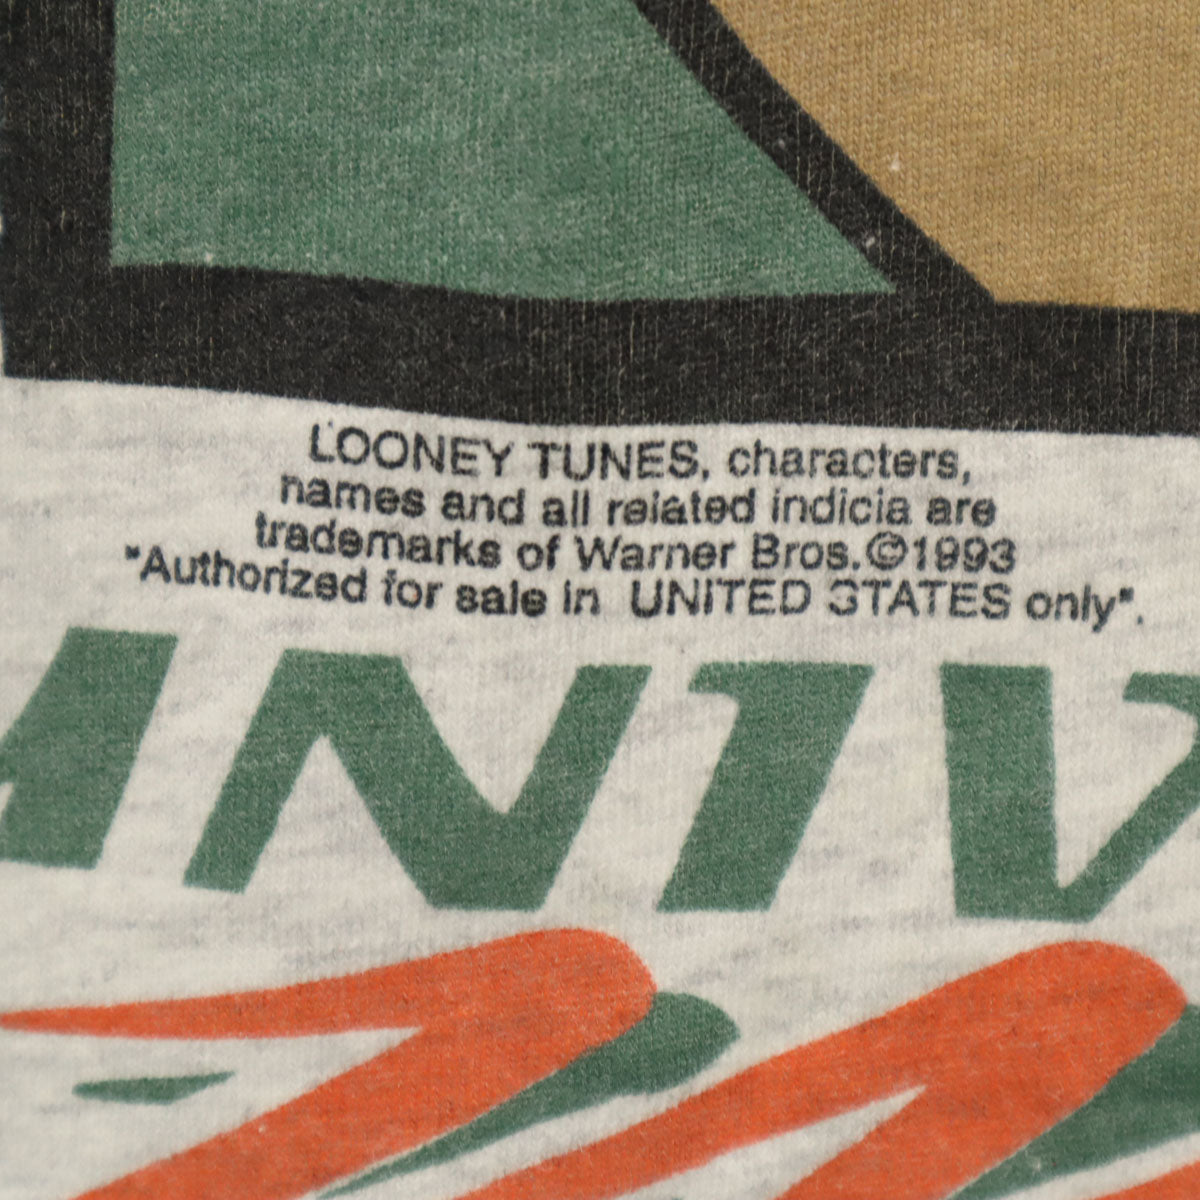 LOONEY TUNES, characters,
names and all related indicia are
trademarks of Warner Bros.©1993
"Authorized for sale in UNITED STATES only".
UNIV